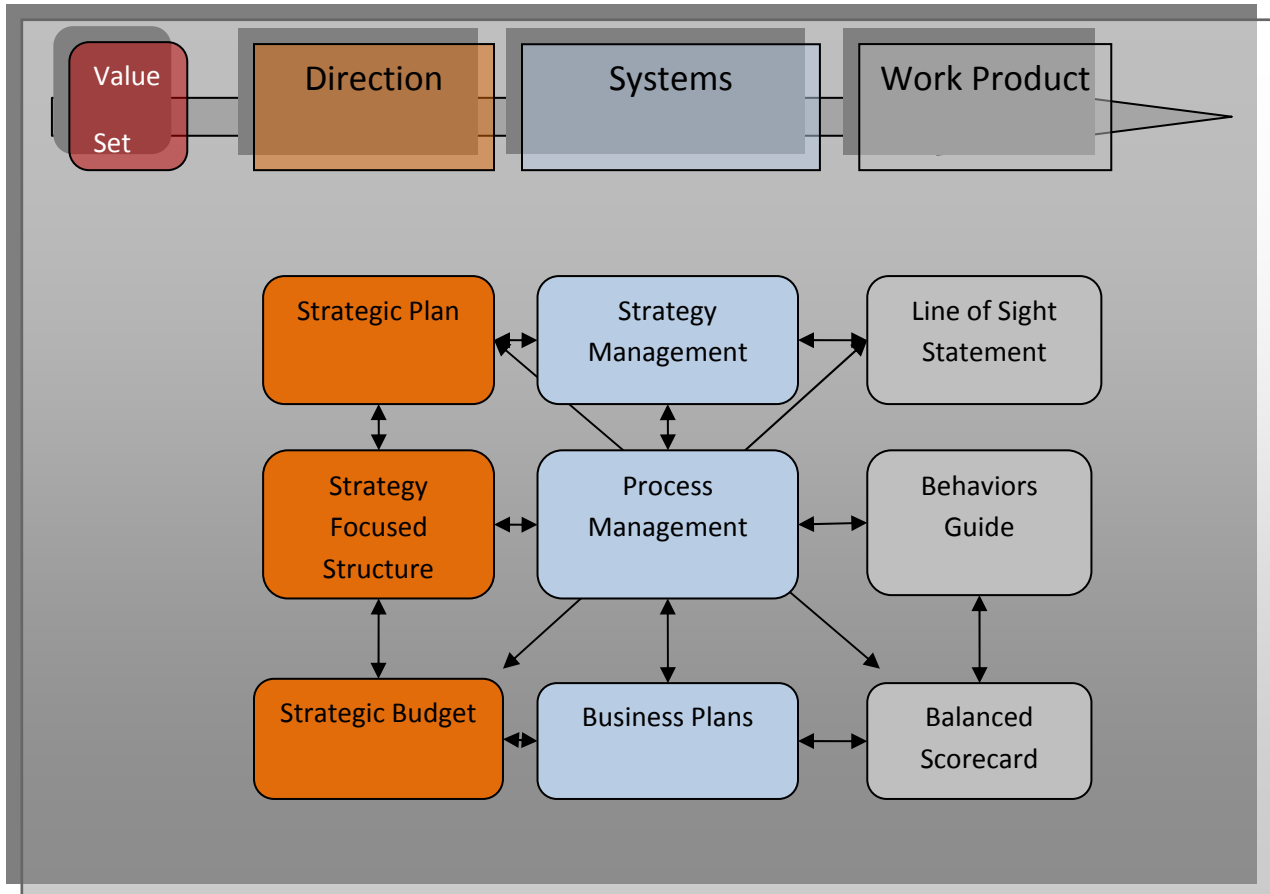 Value
Set
Direction
Systems
Work Product
Strategic Plan
Strategy
Management
Line of Sight
Statement
Strategy
Focused
Structure
Process
Management
Behaviors
Guide
Strategic Budget
Business Plans
Balanced
Scorecard